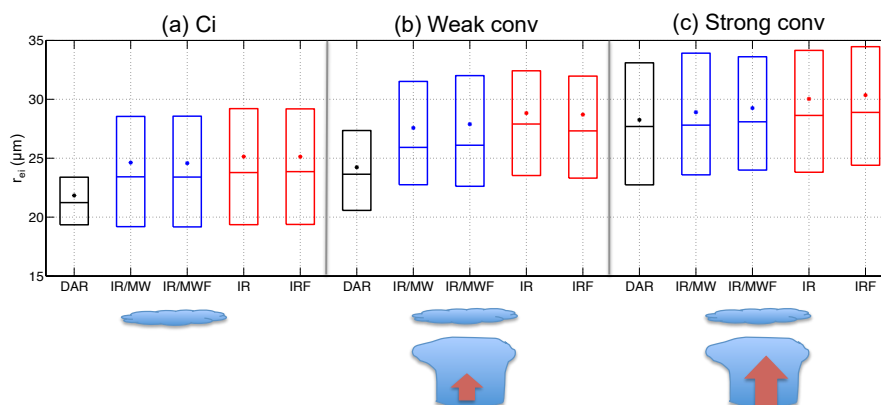 (a) Ci (b) Weak conv (c) Strong conv
35
30
25
20
15
r_ei (μm)
DAR IR/MW IR/MWF IR IRF DAR IR/MW IR/MWF IR IRF DAR IR/MW IR/MWF IR IRF